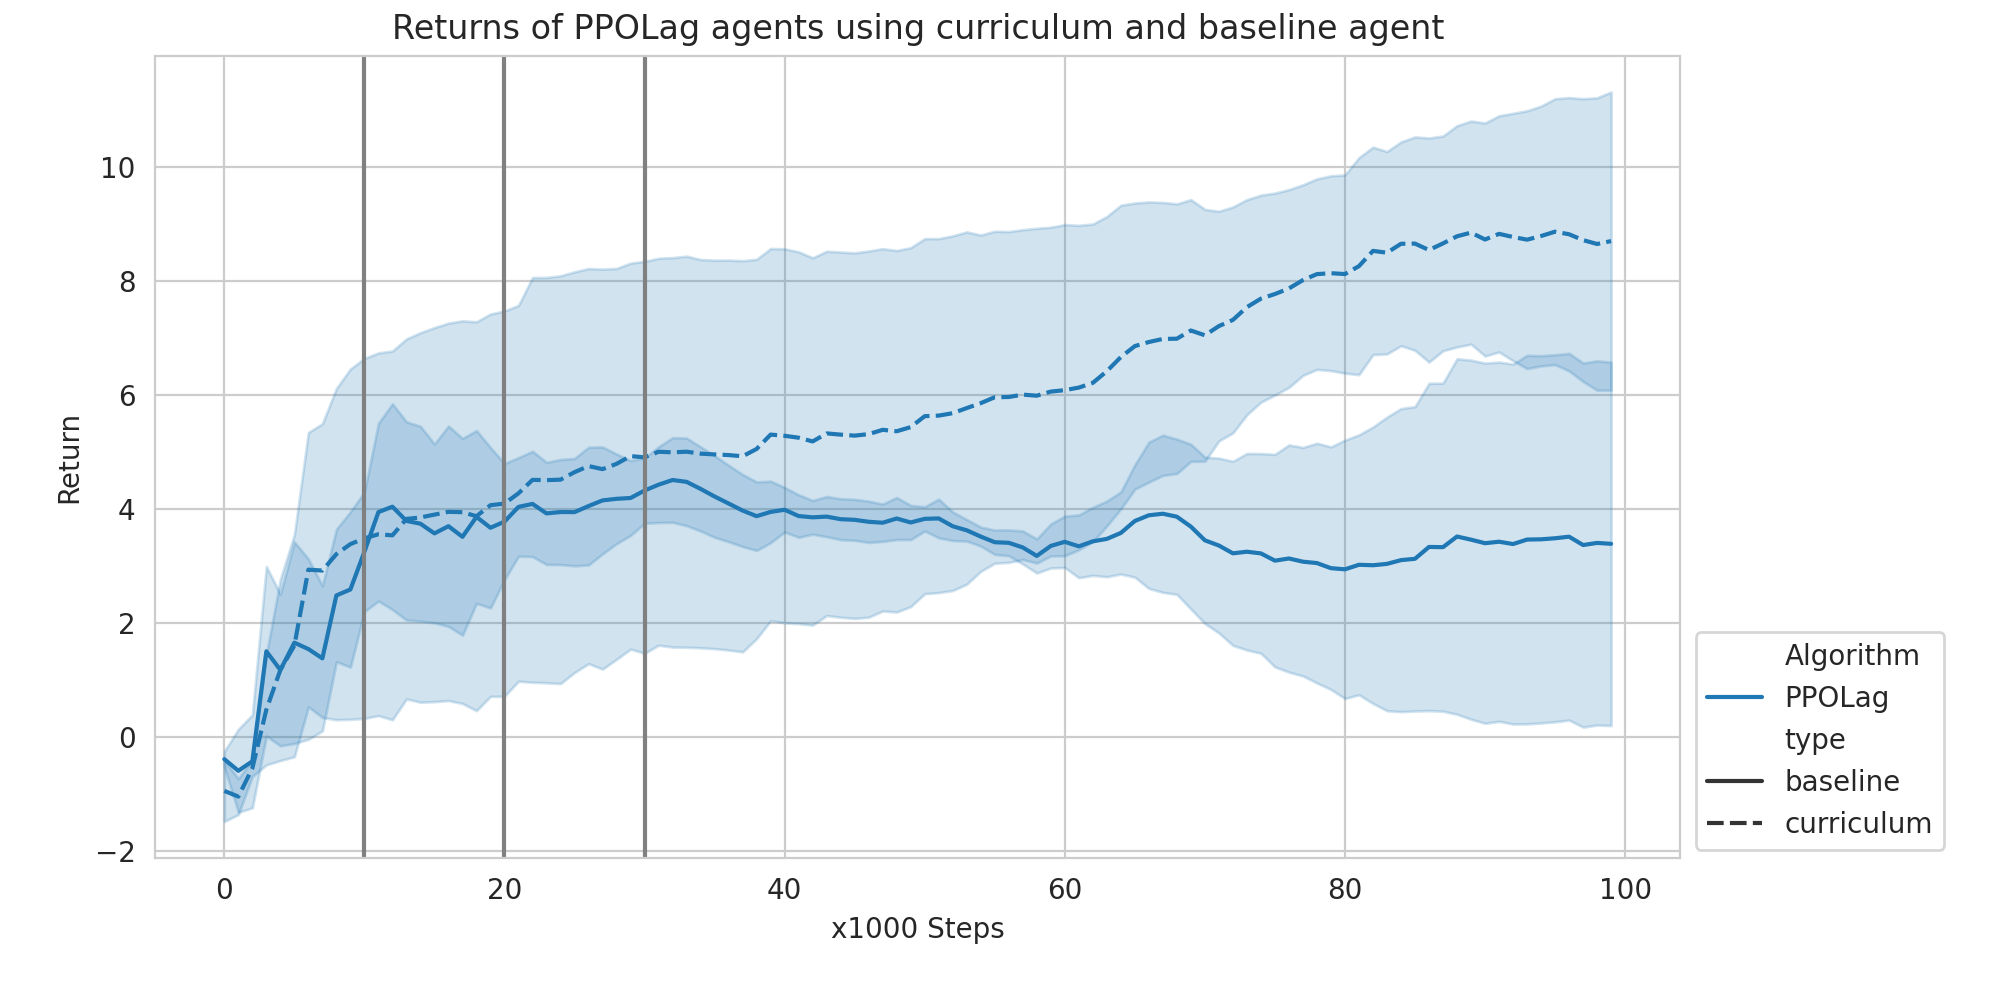 Returns of PPOLag agents using curriculum and baseline agent
10
8
6
4
2
0
−2
Return
0 20 40 60 80 100
x1000 Steps
Algorithm
PPOLag
type
baseline
curriculum